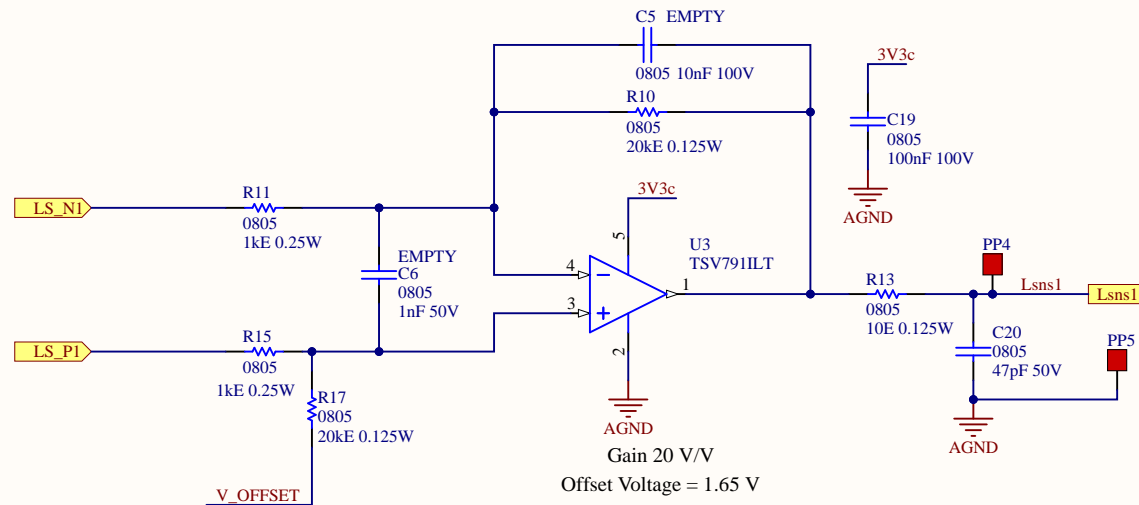 C5 EMPTY
0805 10nF 100V
3V3c
R10
0805
20kE 0.125W
C19
0805
100nF 100V
AGND
LS_N1
R11
0805
1kE 0.25W
EMPTY
C6
0805
1nF 50V
3V3c
5
U3
TSV791ILT
4
3
1
2
AGND
PP4
R13
0805
10E 0.125W
Lsns1
Lsns1
C20
0805
47pF 50V
PP5
AGND
LS_P1
R15
0805
1kE 0.25W
R17
0805
20kE 0.125W
V_OFFSET
Gain 20 V/V
Offset Voltage = 1.65 V